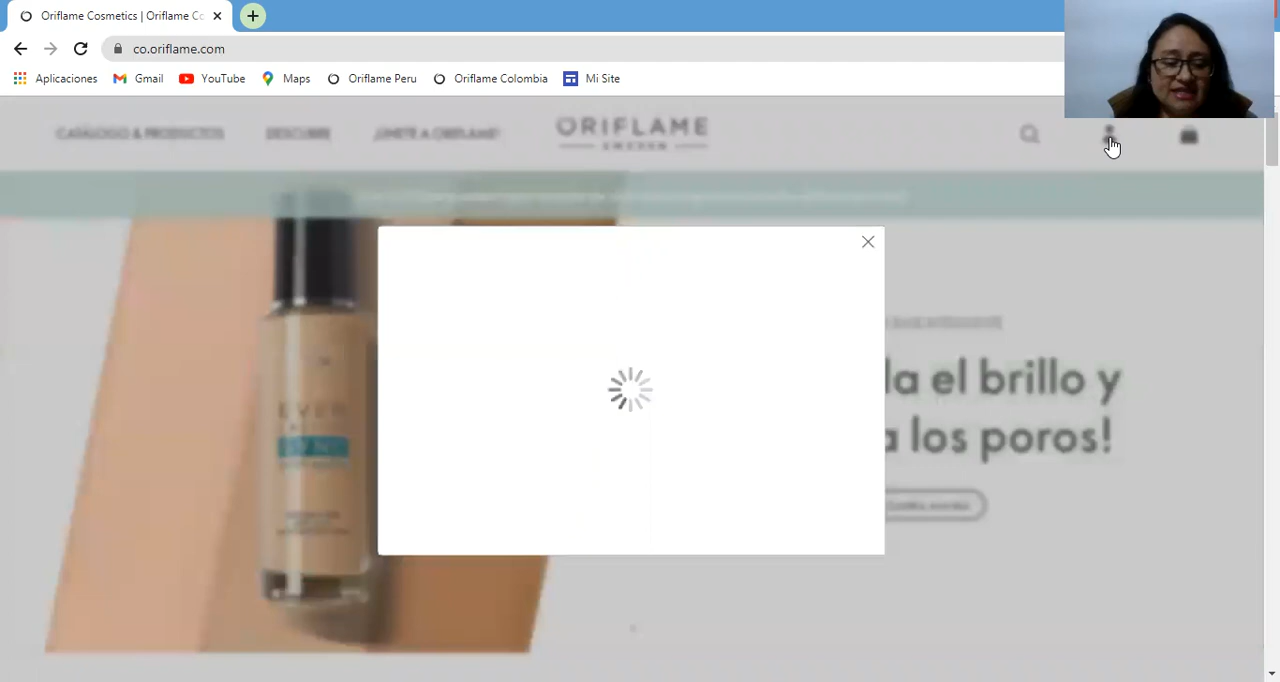 Oriflame Cosmetics | Oriflame Co
co.oriflame.com
Aplicaciones
Gmail
YouTube
Maps
Oriflame Peru
Oriflame Colombia
Mi Site
CATÁLOGO & PRODUCTOS
DESCUBRE
¡ÚNETE A ORIFLAME!
ORIFLAME
SWEDEN
la el brillo y
a los poros!
EVER